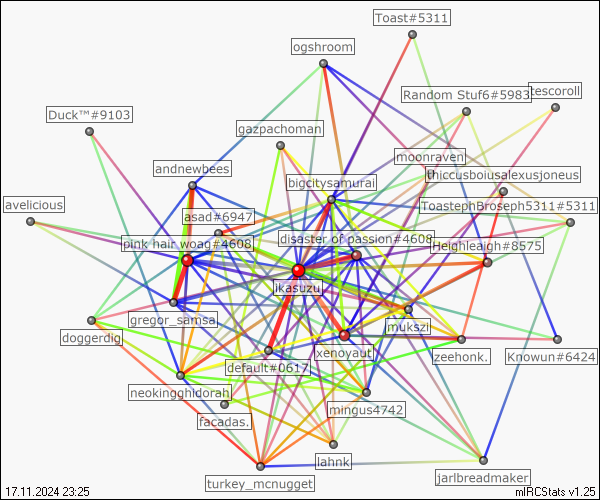 Toast#5311
ogshroom
Random Stuf6#5983
tescoroll
Duck™#9103
gazpachoman
moonraven
andnewbees
thiccusboiusalexusjoneus
bigcitysamurai
avelicious
ToastephBroseph5311#5311
asad#6947
pink hair woag#4608
disaster of passion#4608
Heighleaigh#8575
ikasuzu
gregor_samsa
mukszi
doggerdig
xenoyaut
zeehonk.
Knowun#6424
default#0617
neokingghidorah
mingus4742
facadas.
lahnk
turkey_mcnugget
jarlbreadmaker
17.11.2024 23:25
mIRCStats v1.25